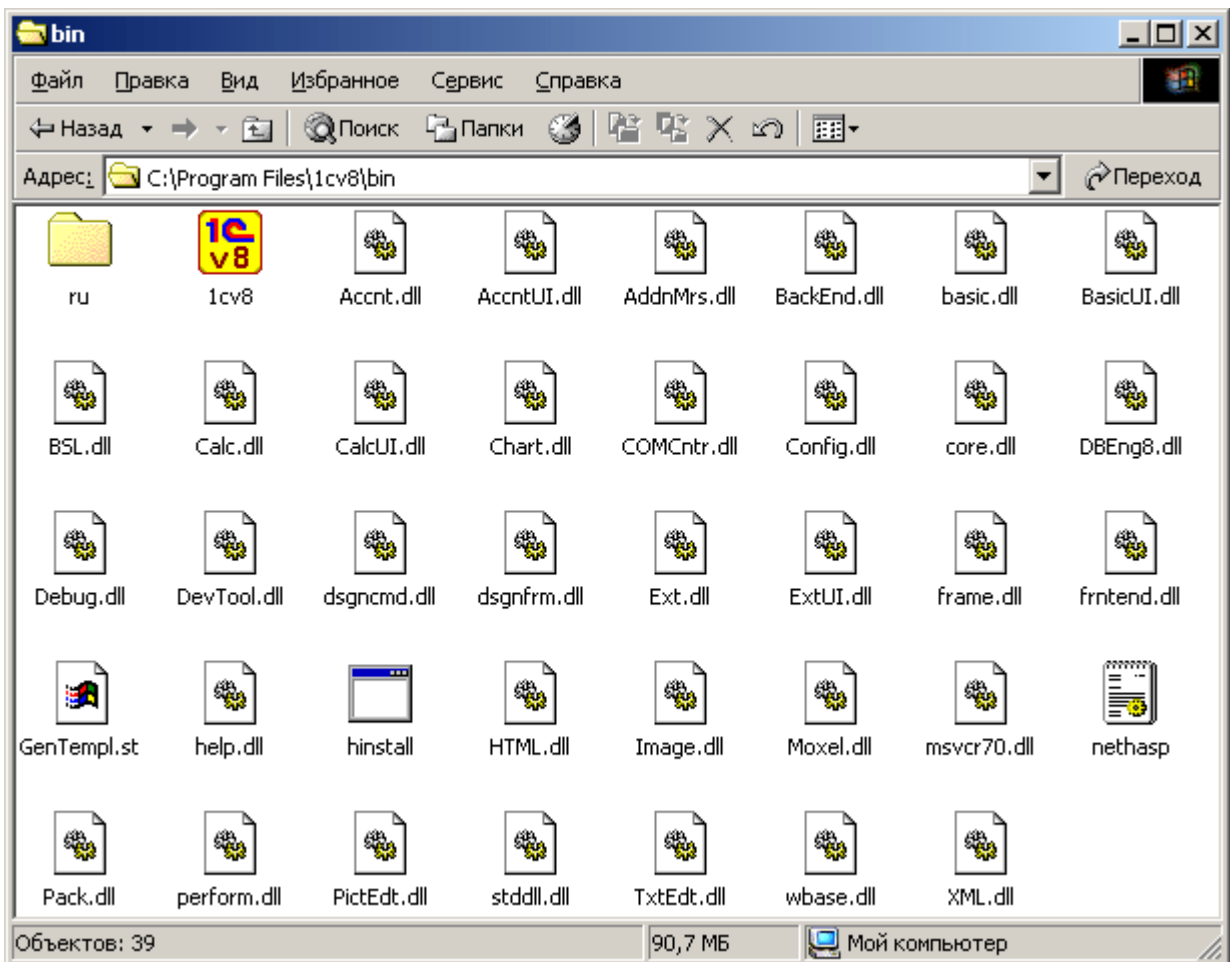 bin
Файл Правка Вид Избранное Сервис Справка
Назад Поиск Папки
Адрес: C:\Program Files\1cv8\bin Переход
1C v8
ru 1cv8 Accnt.dll AccntUI.dll AddnMrs.dll BackEnd.dll basic.dll BasicUI.dll
BSL.dll Calc.dll CalcUI.dll Chart.dll COMCntr.dll Config.dll core.dll DBEng8.dll
Debug.dll DevTool.dll dsgncmd.dll dsgnfrm.dll Ext.dll ExtUI.dll frame.dll frntend.dll
GenTempl.st help.dll hinstall HTML.dll Image.dll Moxel.dll msvcr70.dll nethasp
Pack.dll perform.dll PictEdt.dll stddll.dll TxtEdt.dll wbase.dll XML.dll
Объектов: 39 90,7 МБ Мой компьютер